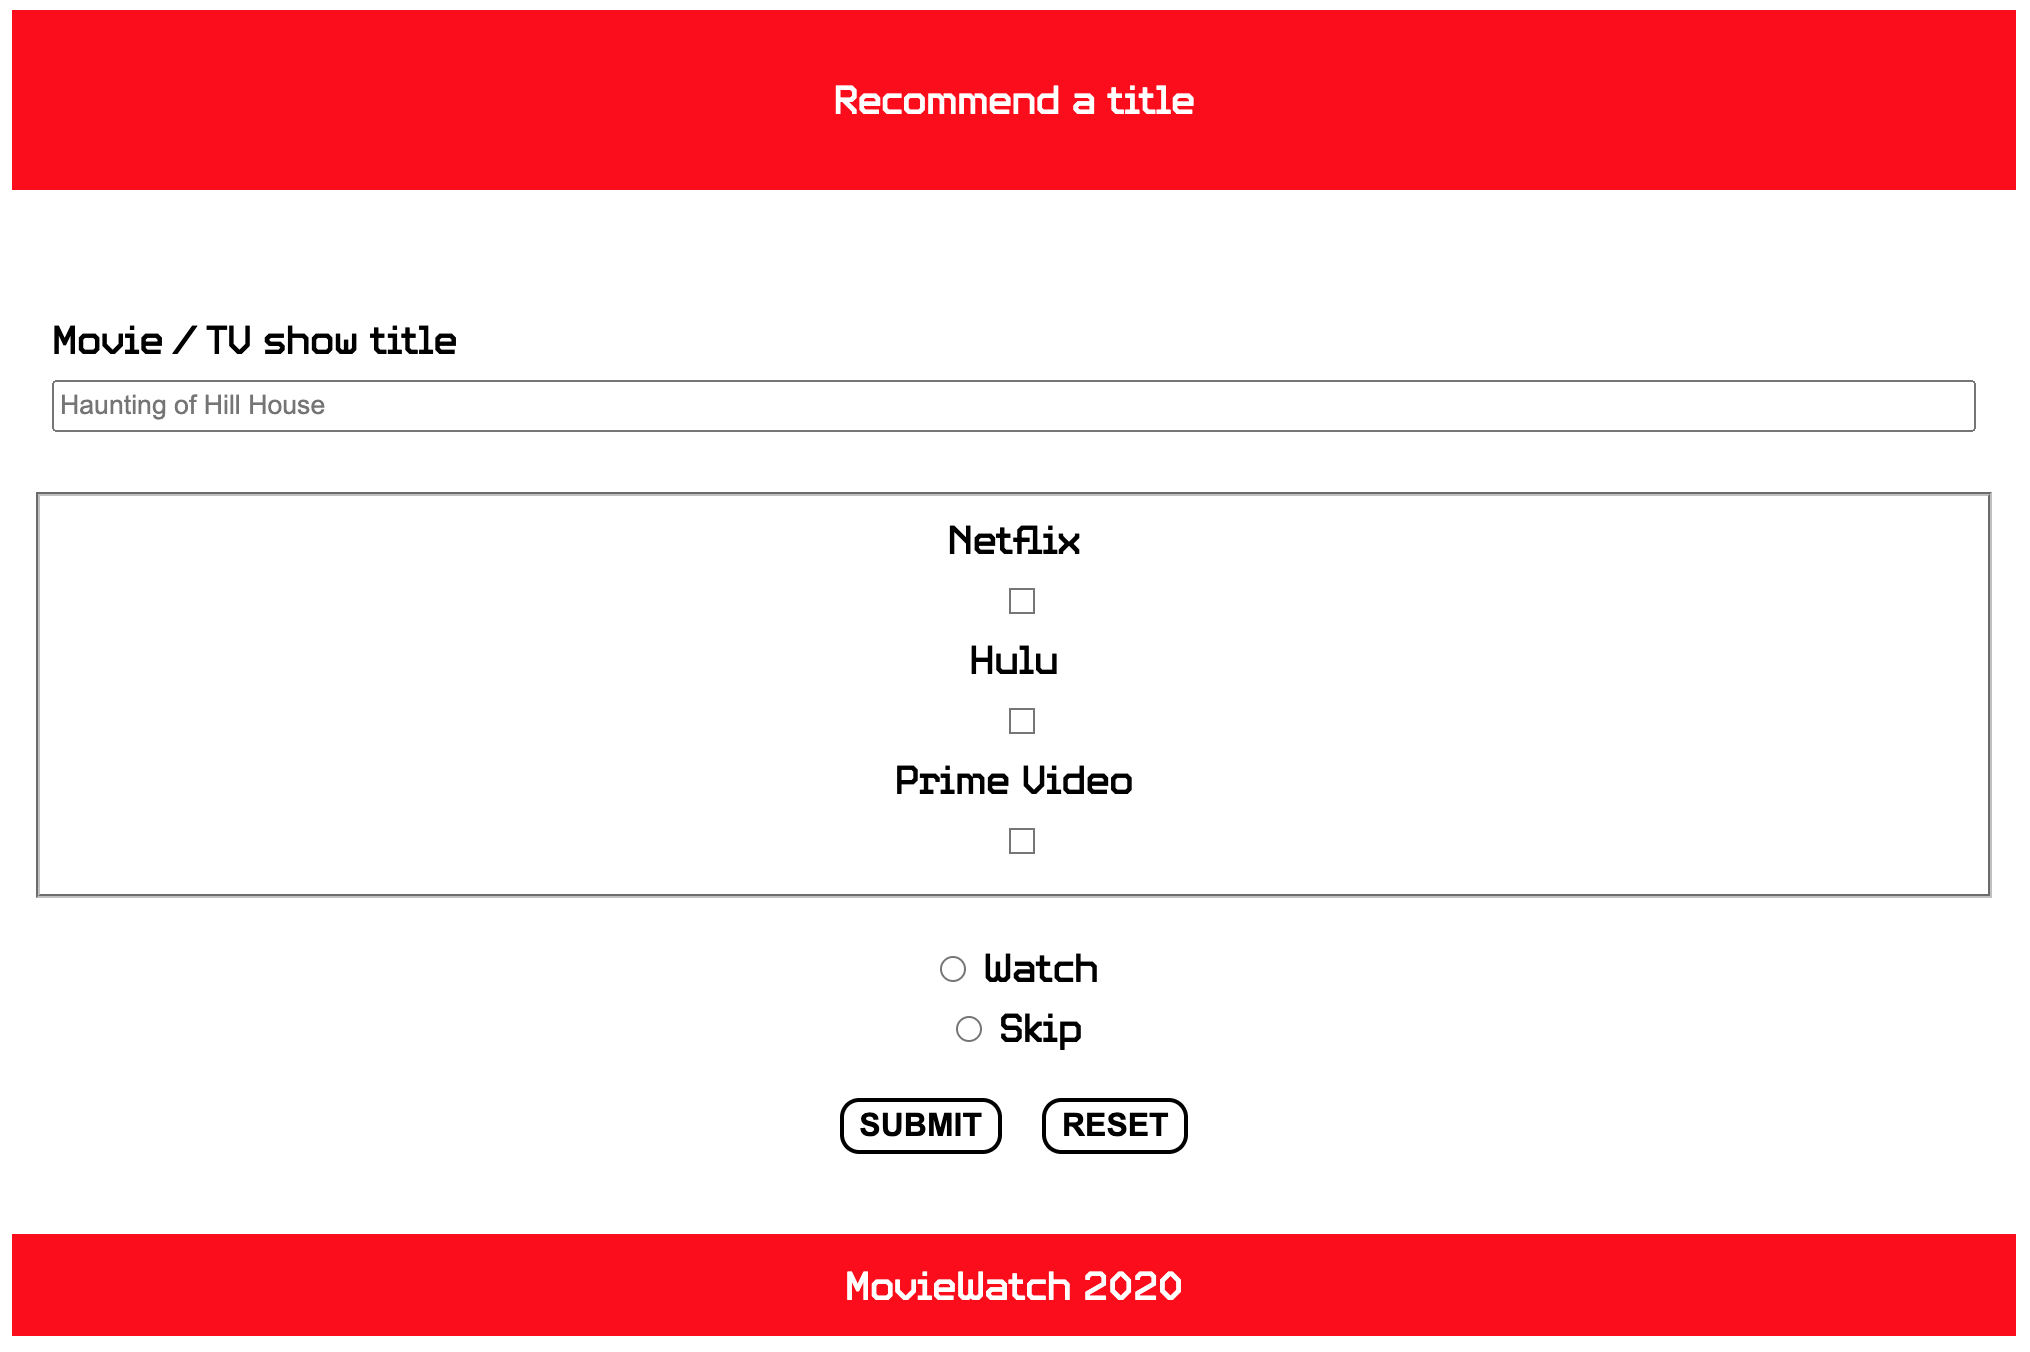 Recommend a title
Movie / TV show title
Haunting of Hill House
Netflix
Hulu
Prime Video
Watch
Skip
SUBMIT RESET
MovieWatch 2020